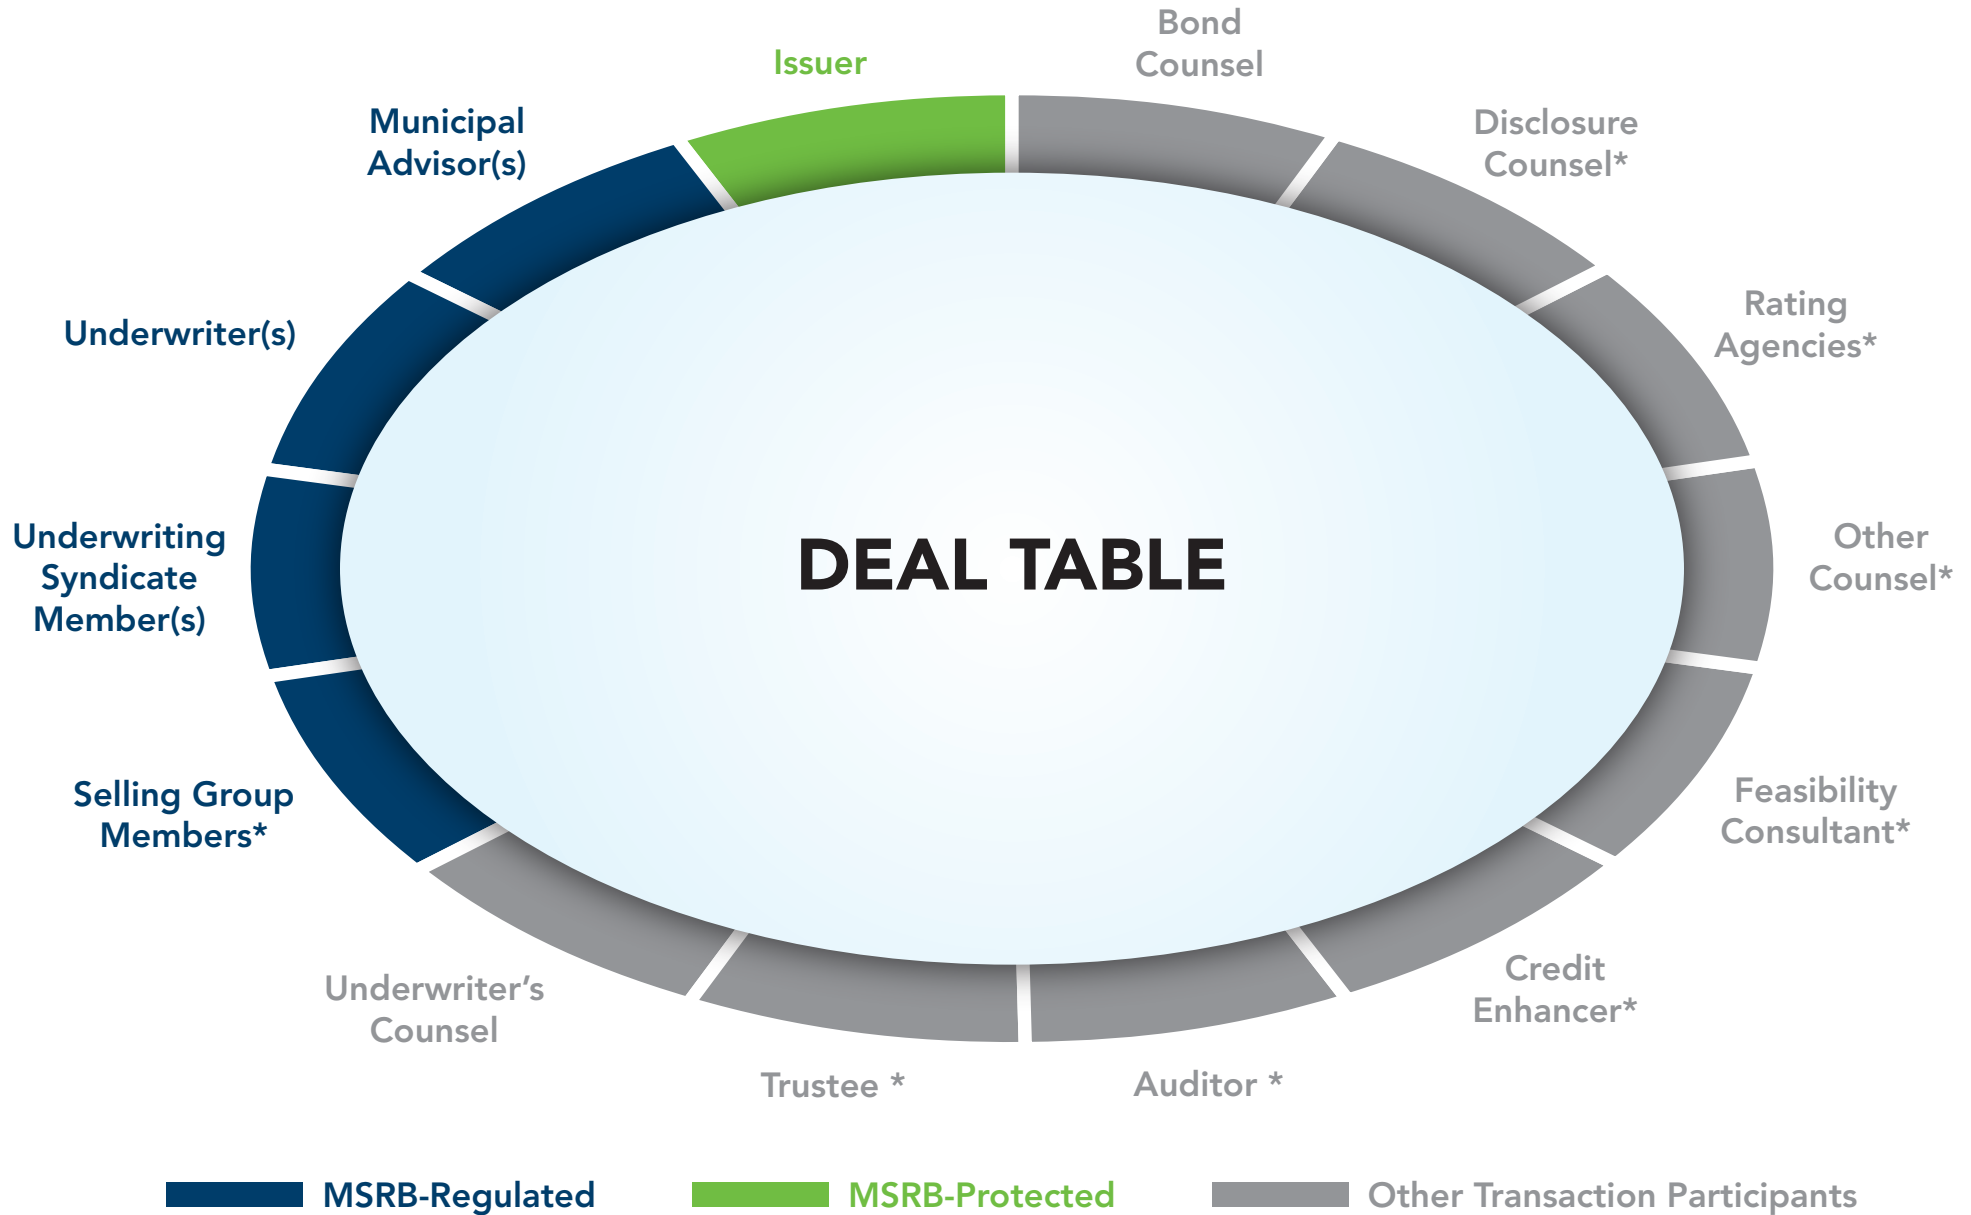 Bond
Counsel
Issuer
Municipal
Advisor(s)
Disclosure
Counsel*
Underwriter(s)
Rating
Agencies*
Underwriting
Syndicate
Member(s)
DEAL TABLE
Other
Counsel*
Selling Group
Members*
Feasibility
Consultant*
Underwriter’s
Counsel
Credit
Enhancer*
Trustee *
Auditor *
MSRB-Regulated
MSRB-Protected
Other Transaction Participants